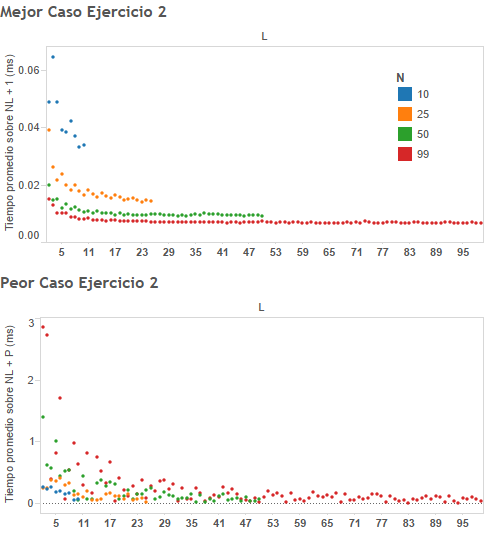 Mejor Caso Ejercicio 2
L
Tiempo promedio sobre NL + 1 (ms)
0.06
0.04
0.02
0.00
N
10
25
50
99
5 11 17 23 29 35 41 47 53 59 65 71 77 83 89 95
Peor Caso Ejercicio 2
L
Tiempo promedio sobre NL + P (ms)
3
2
1
0
5 11 17 23 29 35 41 47 53 59 65 71 77 83 89 95